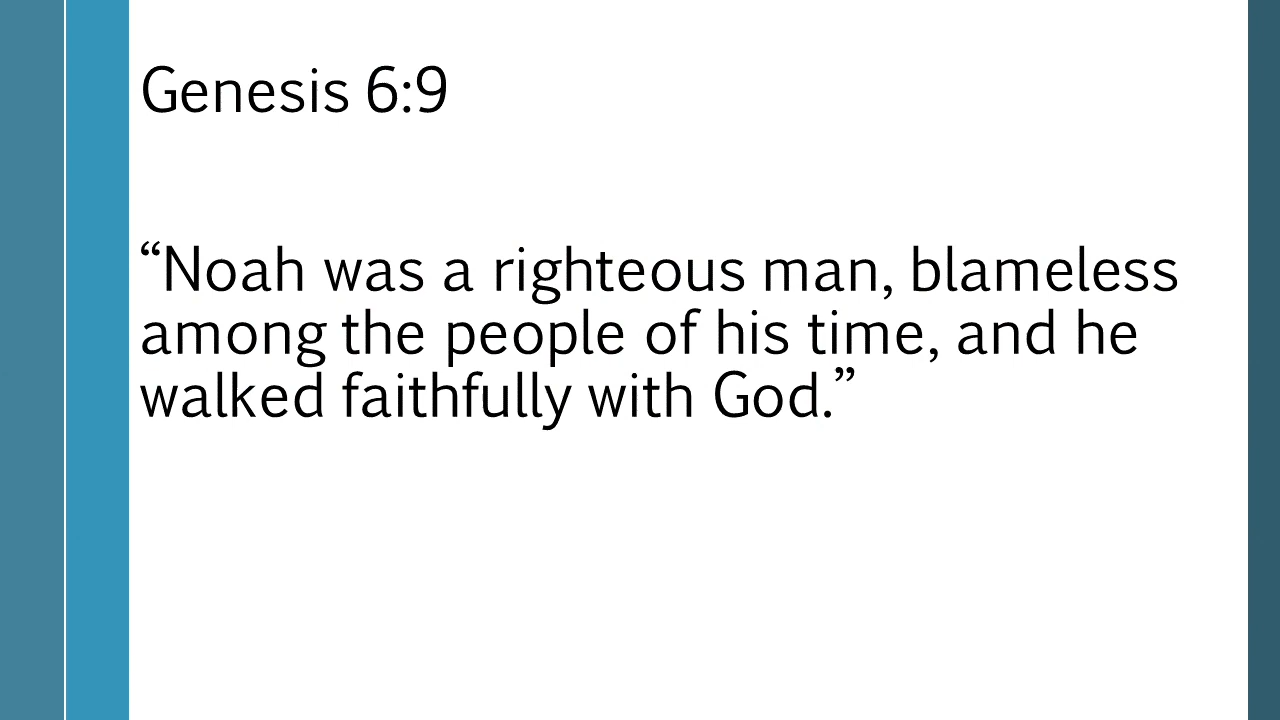 Genesis 6:9
“Noah was a righteous man, blameless
among the people of his time, and he
walked faithfully with God.”